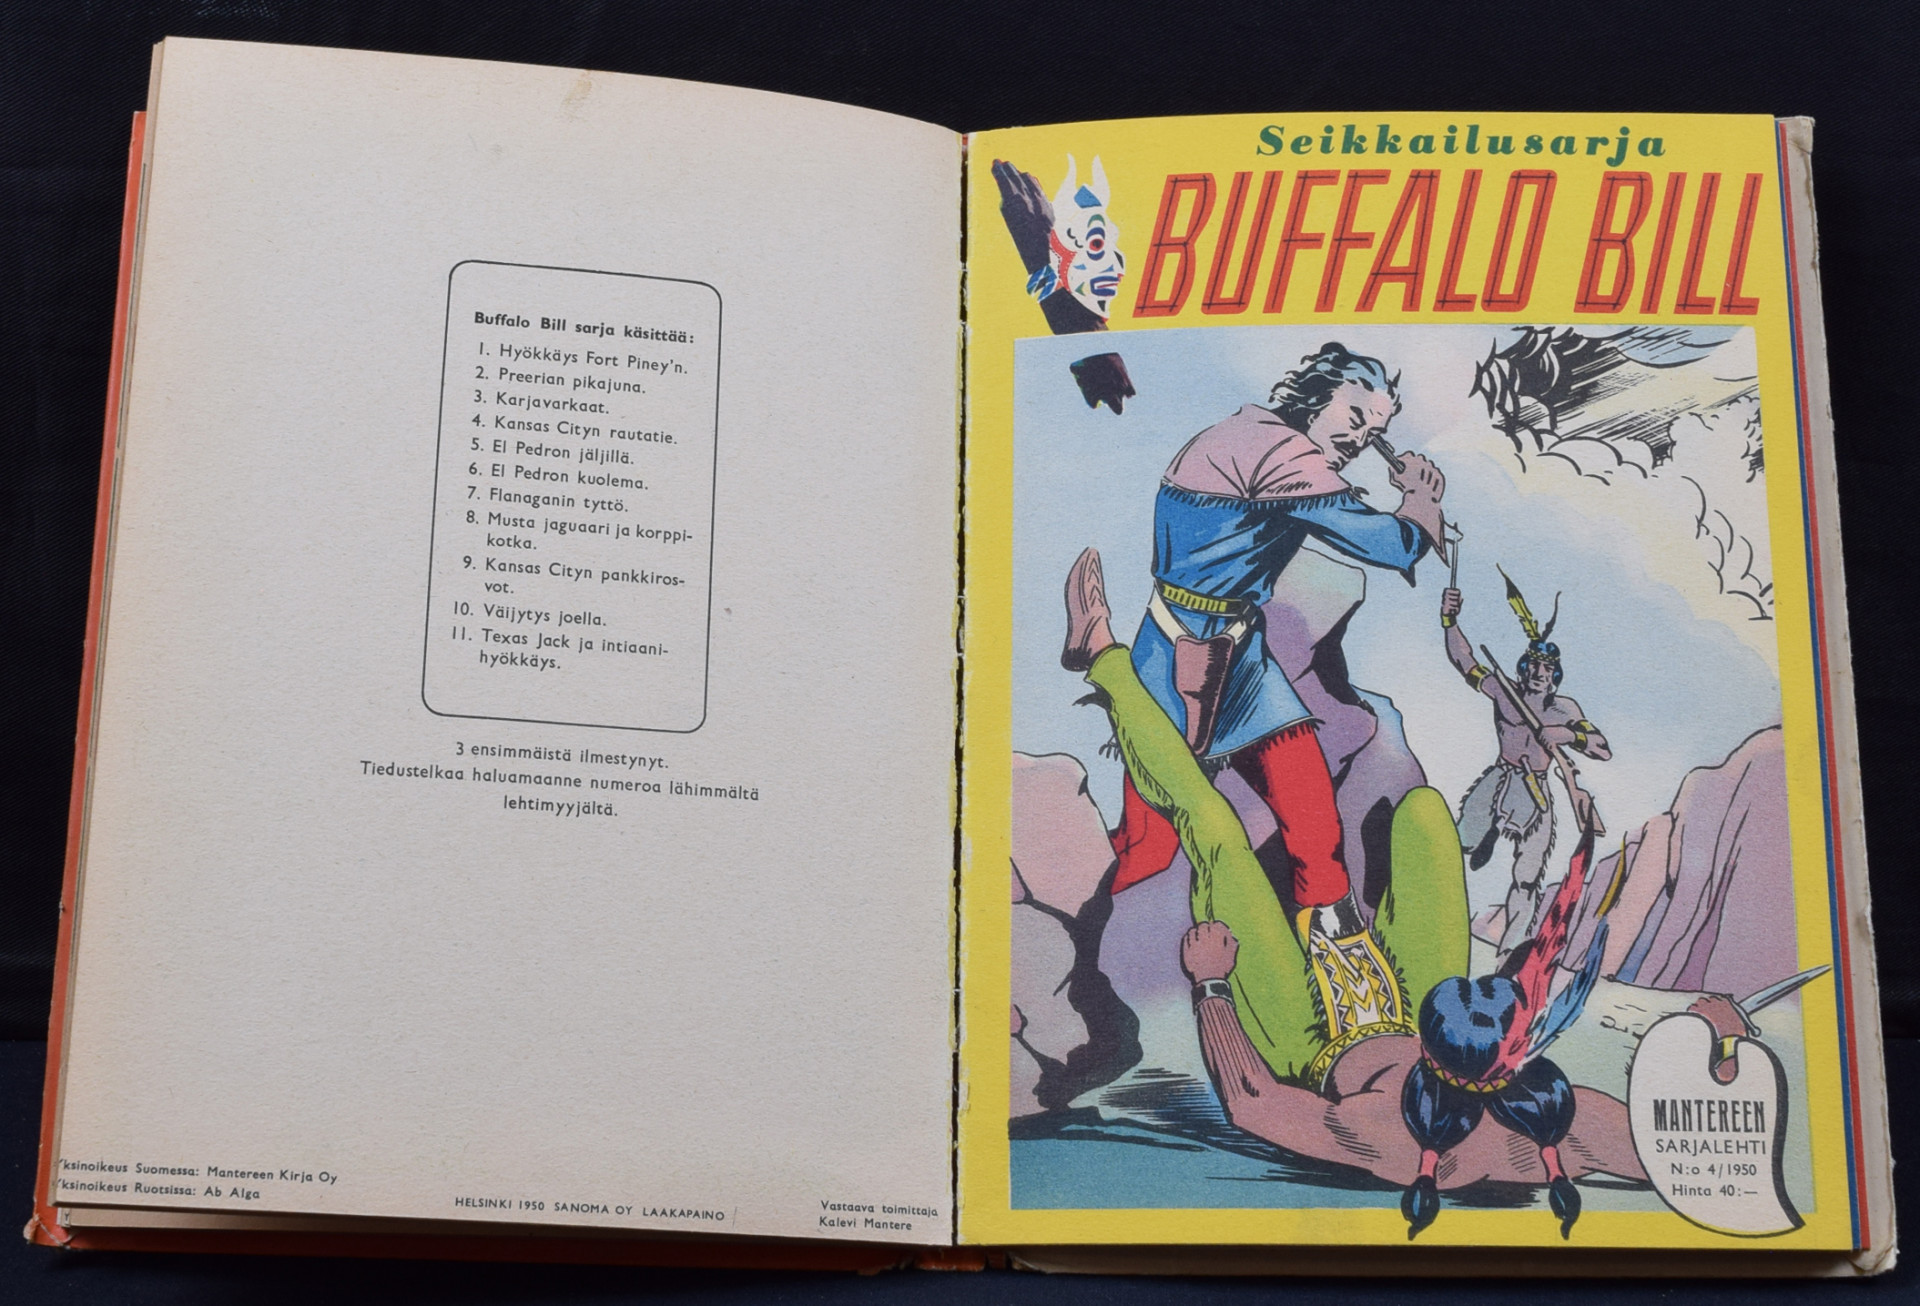 Buffalo Bill sarja käsittää:
1. Hyökkäys Fort Piney'n.
2. Preerian pikajuna.
3. Karjavarkaat.
4. Kansas Cityn rautatie.
5. El Pedron jäljillä.
6. El Pedron kuolema.
7. Flanaganin tyttö.
8. Musta jaguaari ja korppi-
kotka.
9. Kansas Cityn pankkiros-
vot.
10. Väijytys joella.
11. Texas Jack ja intiaani-
hyökkäys.
3 ensimmäistä ilmestynyt.
Tiedustelkaa haluamaanne numeroa lähimmältä
lehtimyyjältä.
Yksinoikeus Suomessa: Mantereen Kirja Oy
Yksinoikeus Ruotsissa: Ab Alga
HELSINKI 1950 SANOMA OY LAAKAPAINO
Vastaava toimittaja
Kalevi Mantere
Seikkailusarja
BUFFALO BILL
MANTEREEN
SARJALEHTI
N:o 4/1950
Hinta 40:—